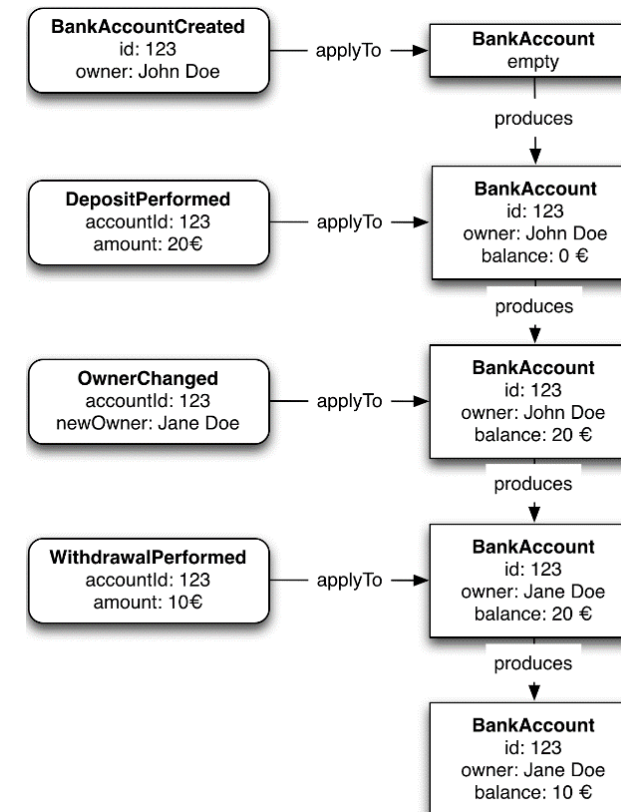 BankAccountCreated
id: 123
owner: John Doe
applyTo
BankAccount
empty
produces
DepositPerformed
accountId: 123
amount: 20€
applyTo
BankAccount
id: 123
owner: John Doe
balance: 0 €
produces
OwnerChanged
accountId: 123
newOwner: Jane Doe
applyTo
BankAccount
id: 123
owner: John Doe
balance: 20 €
produces
WithdrawalPerformed
accountId: 123
amount: 10€
applyTo
BankAccount
id: 123
owner: Jane Doe
balance: 20 €
produces
BankAccount
id: 123
owner: Jane Doe
balance: 10 €